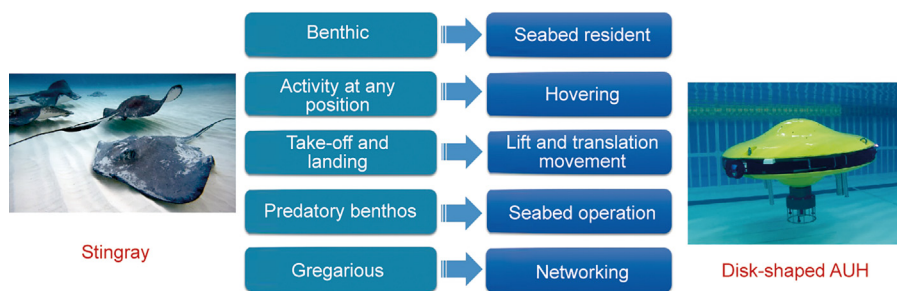 Benthic
Seabed resident
Activity at any
position
Hovering
Take-off and
landing
Lift and translation
movement
Predatory benthos
Seabed operation
Gregarious
Networking
Stingray
Disk-shaped AUH